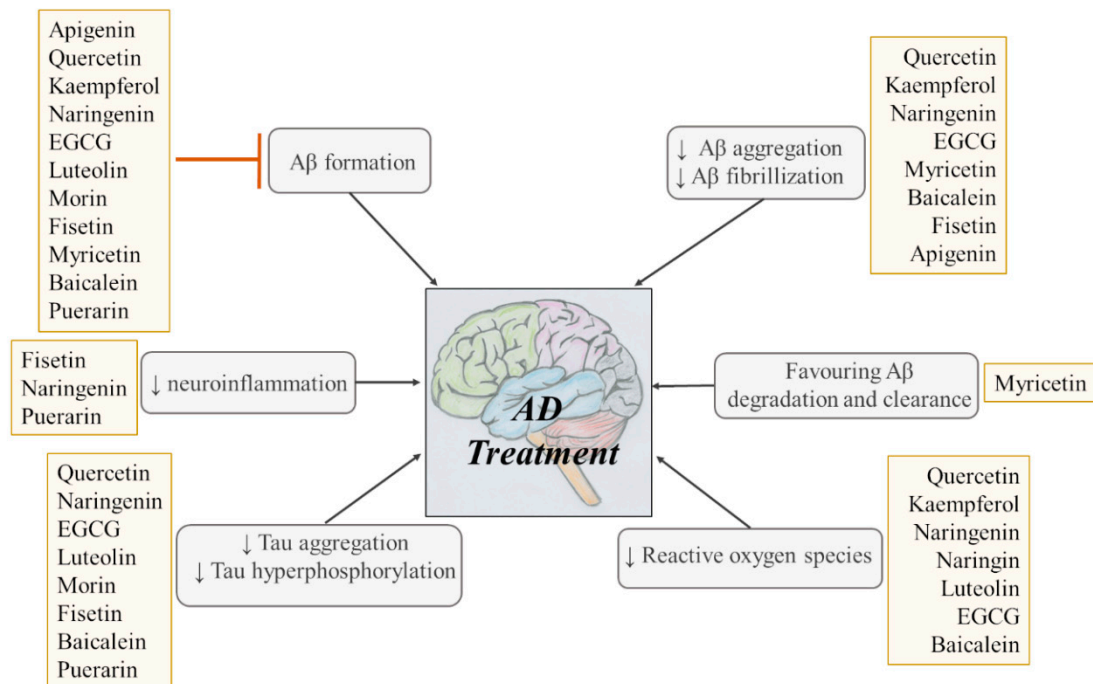 Apigenin
Quercetin
Kaempferol
Naringenin
EGCG
Luteolin
Morin
Fisetin
Myricetin
Baicalein
Puerarin
Aβ formation
↓ Aβ aggregation
↓ Aβ fibrillization
Quercetin
Kaempferol
Naringenin
EGCG
Myricetin
Baicalein
Fisetin
Apigenin
Fisetin
Naringenin
Puerarin
↓ neuroinflammation
AD
Treatment
Favouring Aβ
degradation and clearance
Myricetin
Quercetin
Naringenin
EGCG
Luteolin
Morin
Fisetin
Baicalein
Puerarin
↓ Tau aggregation
↓ Tau hyperphosphorylation
↓ Reactive oxygen species
Quercetin
Kaempferol
Naringenin
Naringin
Luteolin
EGCG
Baicalein